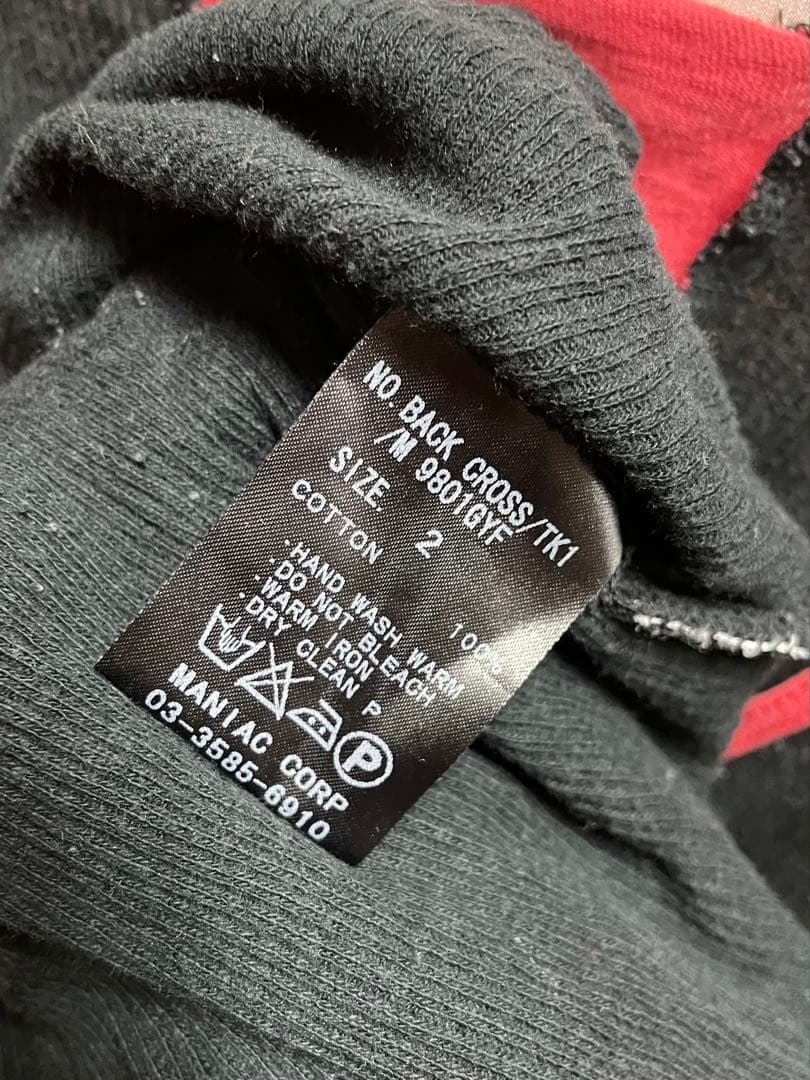 NO.BACK CROSS/TK1
/M 9801GYF
SIZE 2
COTTON 100%
·HAND WASH WARM
·DO NOT BLEACH
·WARM IRON
·DRY CLEAN P
P
MANIAC CORP
03-3585-6910